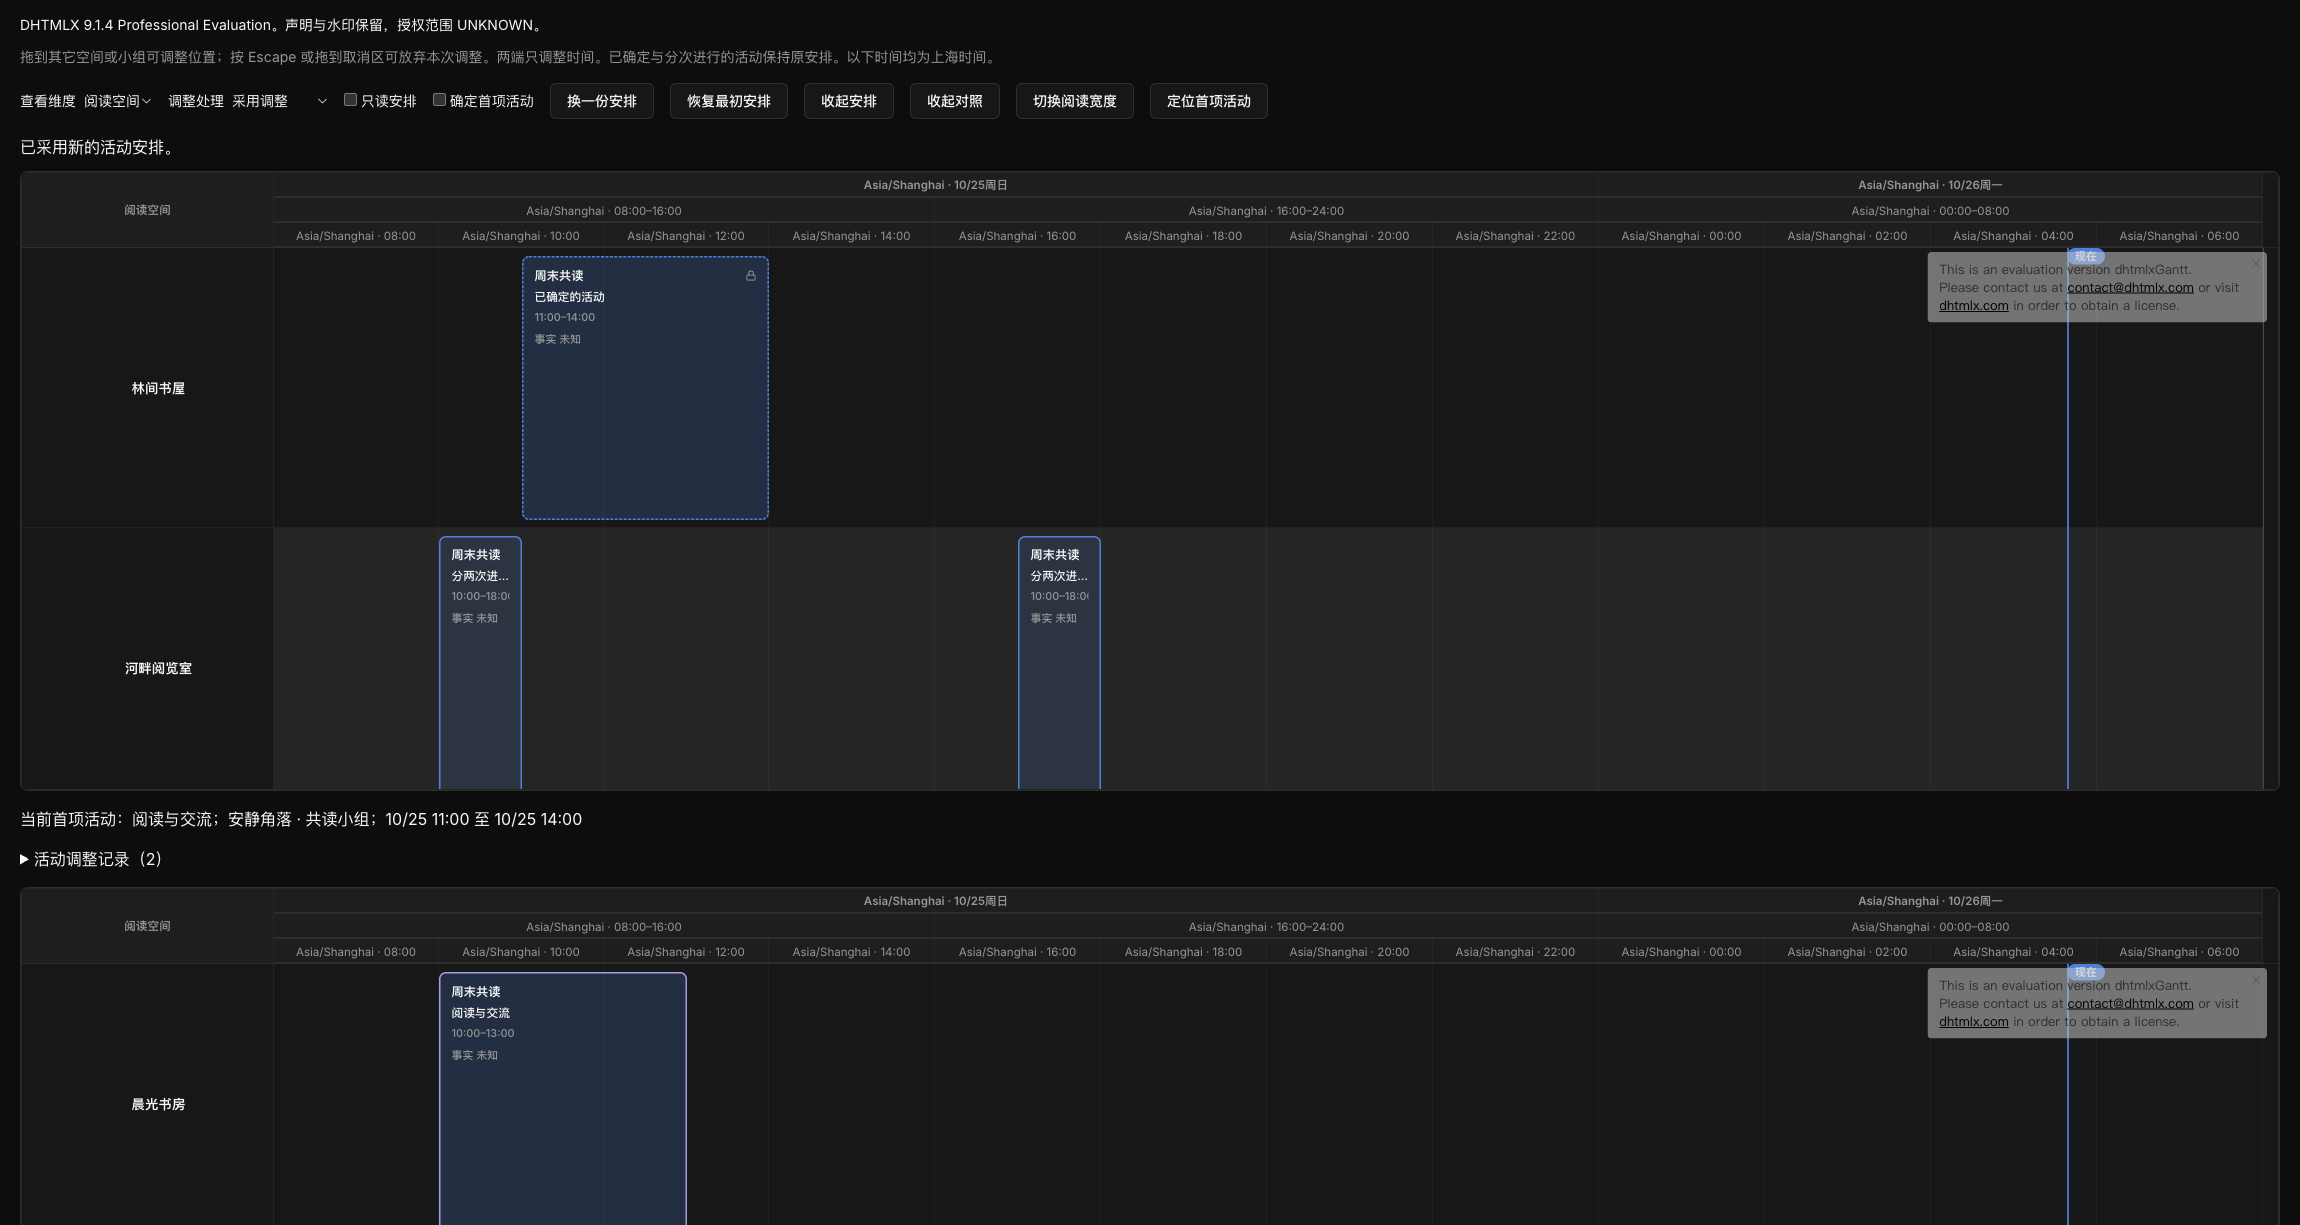 DHTMLX 9.1.4 Professional Evaluation。声明与水印保留，授权范围 UNKNOWN。
拖到其它空间或小组可调整位置；按 Escape 或拖到取消区可放弃本次调整。两端只调整时间。已确定与分次进行的活动保持原安排。以下时间均为上海时间。
查看维度 阅读空间 调整处理 采用调整 只读安排 确定首项活动 换一份安排 恢复最初安排 收起安排 收起对照 切换阅读宽度 定位首项活动
已采用新的活动安排。
阅读空间
Asia/Shanghai · 10/25周日 Asia/Shanghai · 10/26周一
Asia/Shanghai · 08:00–16:00 Asia/Shanghai · 16:00–24:00 Asia/Shanghai · 00:00–08:00
Asia/Shanghai · 08:00 Asia/Shanghai · 10:00 Asia/Shanghai · 12:00 Asia/Shanghai · 14:00 Asia/Shanghai · 16:00 Asia/Shanghai · 18:00 Asia/Shanghai · 20:00 Asia/Shanghai · 22:00 Asia/Shanghai · 00:00 Asia/Shanghai · 02:00 Asia/Shanghai · 04:00 Asia/Shanghai · 06:00
现在
This is an evaluation version dhtmlxGantt.
Please contact us at contact@dhtmlx.com or visit
dhtmlx.com in order to obtain a license.
林间书屋
周末共读
已确定的活动
11:00–14:00
事实 未知
河畔阅览室
周末共读
分两次进...
10:00–18:00
事实 未知
周末共读
分两次进...
10:00–18:00
事实 未知
当前首项活动：阅读与交流；安静角落 · 共读小组；10/25 11:00 至 10/25 14:00
活动调整记录（2）
阅读空间
Asia/Shanghai · 10/25周日 Asia/Shanghai · 10/26周一
Asia/Shanghai · 08:00–16:00 Asia/Shanghai · 16:00–24:00 Asia/Shanghai · 00:00–08:00
Asia/Shanghai · 08:00 Asia/Shanghai · 10:00 Asia/Shanghai · 12:00 Asia/Shanghai · 14:00 Asia/Shanghai · 16:00 Asia/Shanghai · 18:00 Asia/Shanghai · 20:00 Asia/Shanghai · 22:00 Asia/Shanghai · 00:00 Asia/Shanghai · 02:00 Asia/Shanghai · 04:00 Asia/Shanghai · 06:00
现在
This is an evaluation version dhtmlxGantt.
Please contact us at contact@dhtmlx.com or visit
dhtmlx.com in order to obtain a license.
晨光书房
周末共读
阅读与交流
10:00–13:00
事实 未知